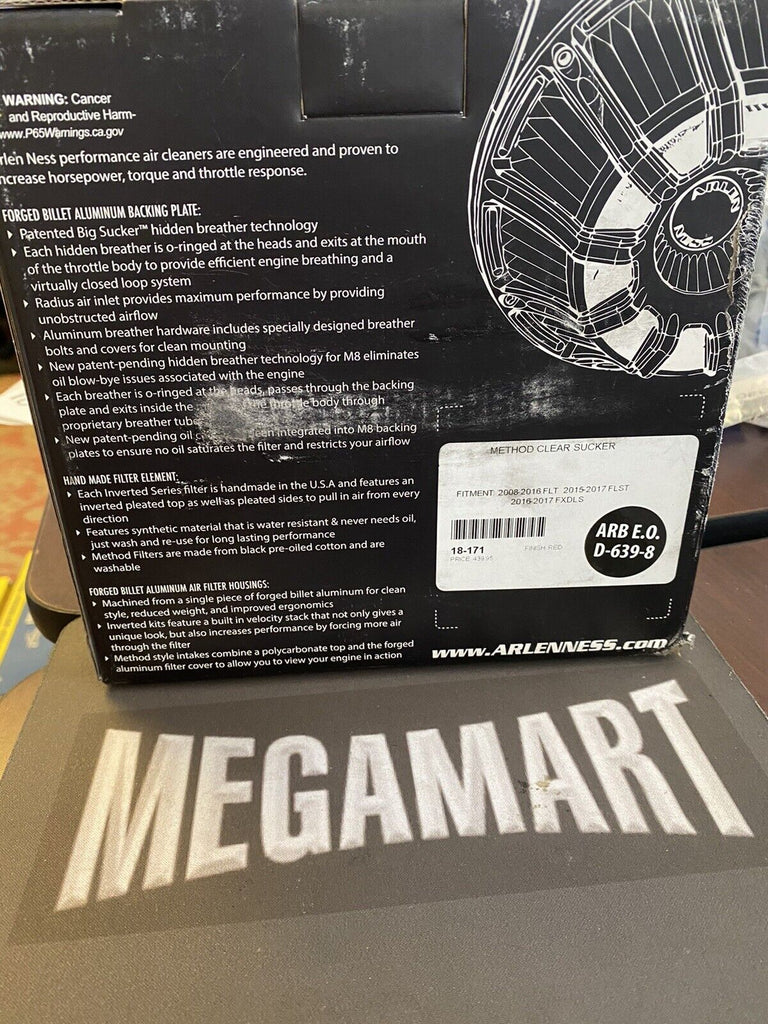 WARNING: Cancer
and Reproductive Harm-
www.P65Warnings.ca.gov
rlen Ness performance air cleaners are engineered and proven to
ncrease horsepower, torque and throttle response.
FORGED BILLET ALUMINUM BACKING PLATE:
Patented Big Sucker™ hidden breather technology
Each hidden breather is o-ringed at the heads and exits at the mouth
of the throttle body to provide efficient engine breathing and a
virtually closed loop system
Radius air inlet provides maximum performance by providing
unobstructed airflow
Aluminum breather hardware includes specially designed breather
bolts and covers for clean mounting
New patent-pending hidden breather technology for M8 eliminates
oil blow-bye issues associated with the engine
Each breather is o-ringed at the heads, passes through the backing
plate and exits inside the throttle body through
proprietary breather tube
New patent-pending oil been integrated into M8 backing
plates to ensure no oil saturates the filter and restricts your airflow
HAND MADE FILTER ELEMENT:
Each Inverted Series filter is handmade in the U.S.A and features an
inverted pleated top as well as pleated sides to pull in air from every
direction
Features synthetic material that is water resistant & never needs oil,
just wash and re-use for long lasting performance
Method Filters are made from black pre-oiled cotton and are
washable
FORGED BILLET ALUMINUM AIR FILTER HOUSINGS:
Machined from a single piece of forged billet aluminum for clean
style, reduced weight, and improved ergonomics
Inverted kits feature a built in velocity stack that not only gives a
unique look, but also increases performance by forcing more air
through the filter
Method style intakes combine a polycarbonate top and the forged
aluminum filter cover to allow you to view your engine in action
ARLEN
NESS
METHOD CLEAR SUCKER
FITMENT 2008-2016 FLT 2015-2017 FLST
2016-2017 FXDLS
18-171
FINISH RED
PRICE 439.95
ARB E.O.
D-639-8
www.ARLENNESS.com
MEGAMART